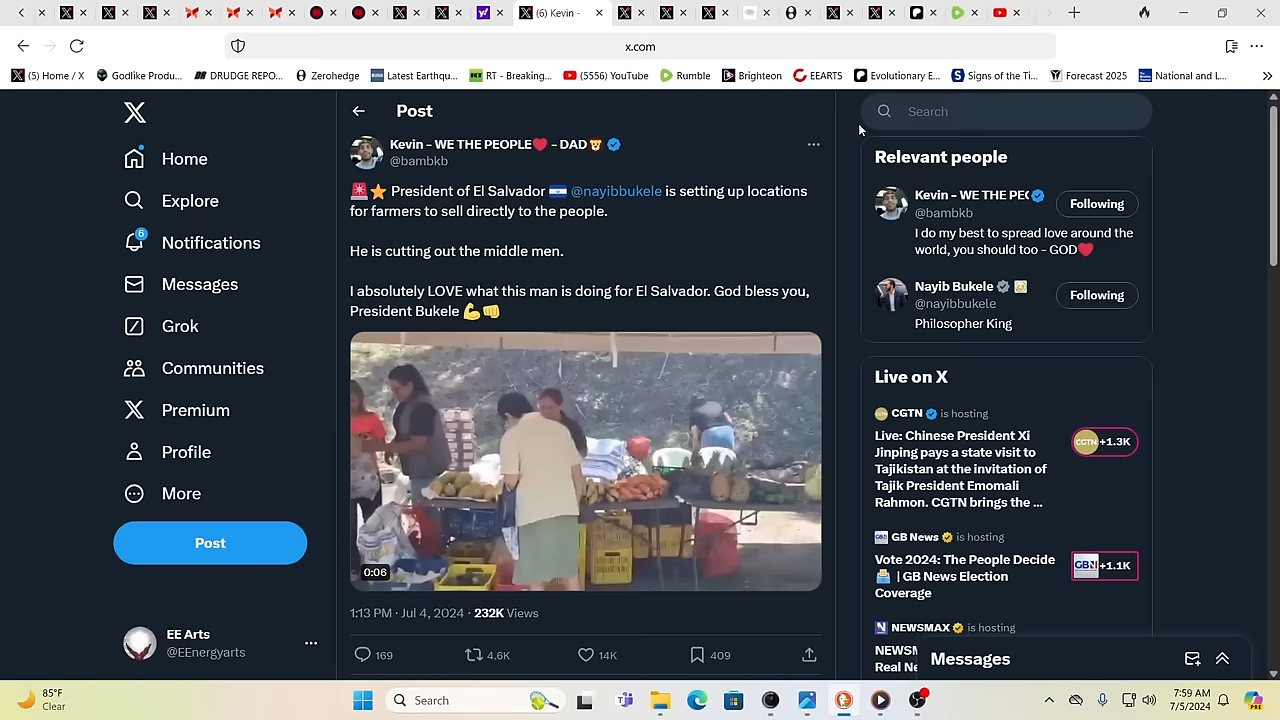 (6) Kevin -
x.com
(5) Home / X
Godlike Produ...
DRUDGE REPO...
Zerohedge
Latest Earthqu...
RT - Breaking...
(5556) YouTube
Rumble
Brighteon
EEARTS
Evolutionary E...
Signs of the Ti...
Forecast 2025
National and L...
Home
Explore
6
Notifications
Messages
Grok
Communities
Premium
Profile
More
Post
EE Arts
@EEnergyarts
Post
Kevin - WE THE PEOPLE❤️ - DAD🦁
@bambkb
🚨⭐ President of El Salvador 🇸🇻 @nayibbukele is setting up locations
for farmers to sell directly to the people.
He is cutting out the middle men.
I absolutely LOVE what this man is doing for El Salvador. God bless you,
President Bukele 💪👊
0:06
1:13 PM · Jul 4, 2024 · 232K Views
169
4.6K
14K
409
Search
Relevant people
Kevin - WE THE PE
@bambkb
Following
I do my best to spread love around the
world, you should too - GOD❤️
Nayib Bukele
@nayibbukele
Following
Philosopher King
Live on X
CGTN is hosting
Live: Chinese President Xi
Jinping pays a state visit to
Tajikistan at the invitation of
Tajik President Emomali
Rahmon. CGTN brings the ...
CGTN +1.3K
GB News is hosting
Vote 2024: The People Decide
🗳️ | GB News Election
Coverage
GBN +1.1K
NEWSMAX is hosting
Real
Messages
85°F
Clear
Search
7:59 AM
7/5/2024
PRE